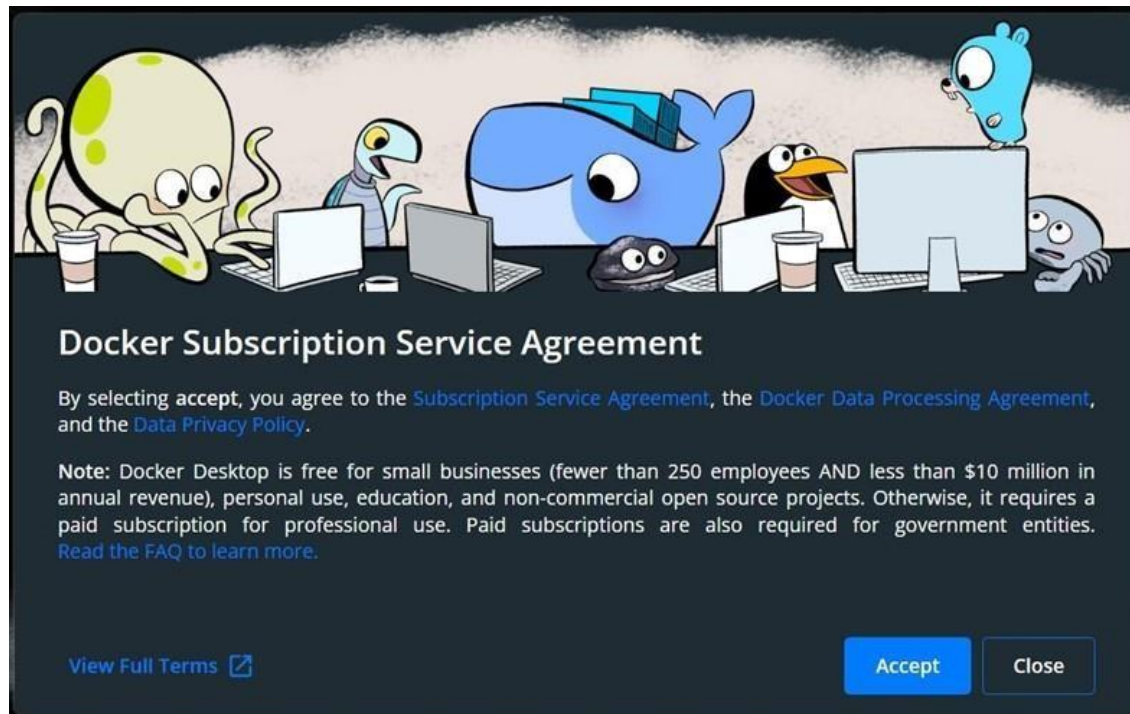 Docker Subscription Service Agreement
By selecting accept, you agree to the Subscription Service Agreement, the Docker Data Processing Agreement,
and the Data Privacy Policy.
Note: Docker Desktop is free for small businesses (fewer than 250 employees AND less than $10 million in
annual revenue), personal use, education, and non-commercial open source projects. Otherwise, it requires a
paid subscription for professional use. Paid subscriptions are also required for government entities.
Read the FAQ to learn more.
View Full Terms
Accept
Close